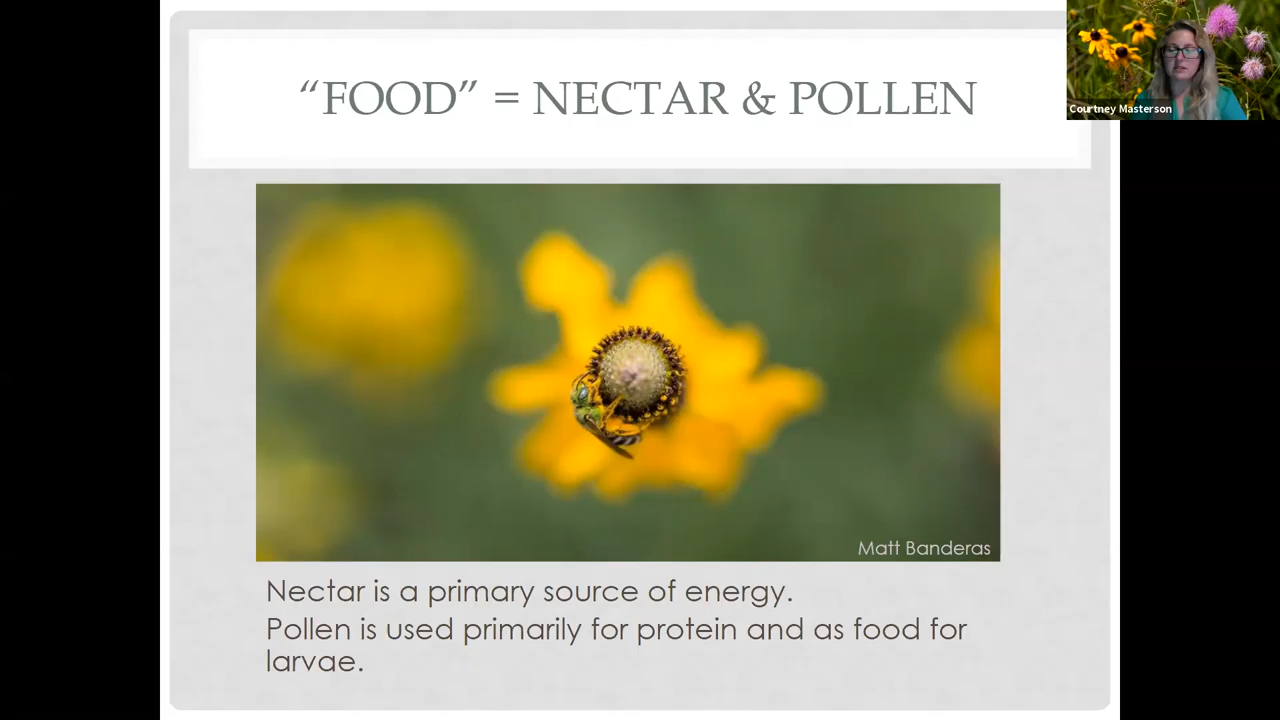 “FOOD” = NECTAR & POLLEN
Courtney Masterson
Matt Banderas
Nectar is a primary source of energy.
Pollen is used primarily for protein and as food for
larvae.